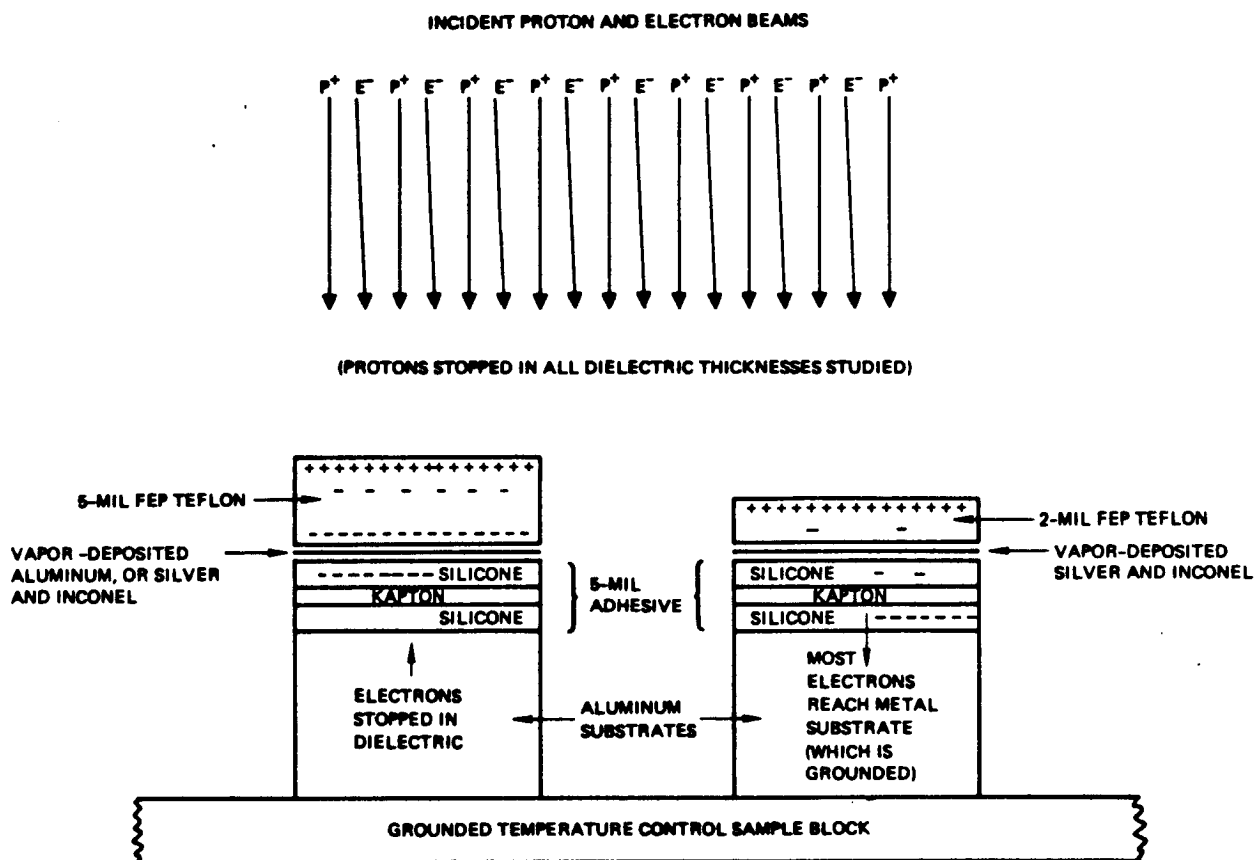 INCIDENT PROTON AND ELECTRON BEAMS
P+ E- P+ E- P+ E- P+ E- P+ E- P+ E- P+ E- P+ E- P+
(PROTONS STOPPED IN ALL DIELECTRIC THICKNESSES STUDIED)
+ + + + + + + + + + + + + + + + +
5-MIL FEP TEFLON
- - - - - -
- - - - - - - - - - - - - - -
+ + + + + + + + + + + + + + +
2-MIL FEP TEFLON
- -
VAPOR-DEPOSITED
ALUMINUM, OR SILVER
AND INCONEL
VAPOR-DEPOSITED
SILVER AND INCONEL
- - - - - - - - - - SILICONE
KAPTON
SILICONE
5-MIL
ADHESIVE
SILICONE - -
KAPTON
SILICONE - - - - - - - -
ELECTRONS
STOPPED IN
DIELECTRIC
ALUMINUM
SUBSTRATES
MOST
ELECTRONS
REACH METAL
SUBSTRATE
(WHICH IS
GROUNDED)
GROUNDED TEMPERATURE CONTROL SAMPLE BLOCK